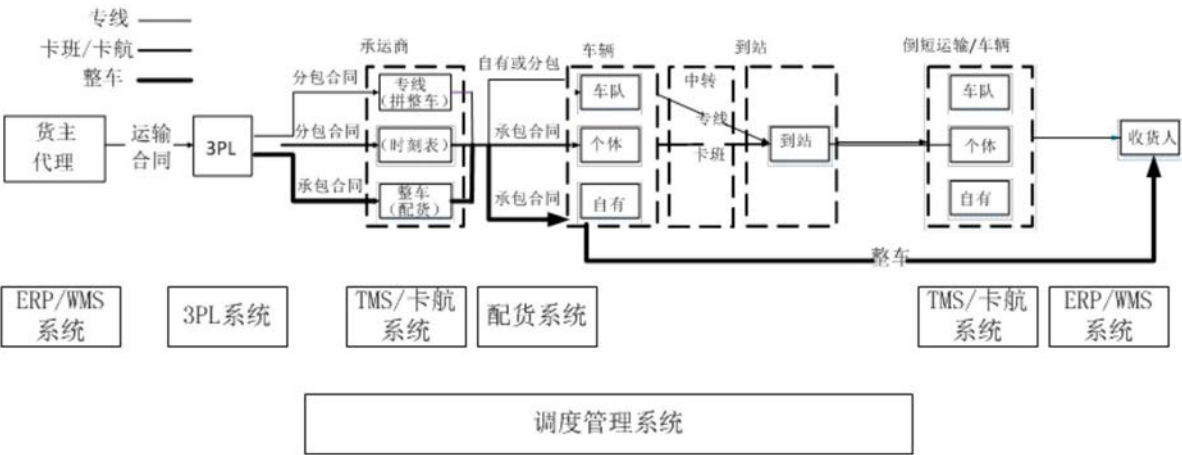 专线
卡班/卡航
整车
承运商
车辆
到站
倒短运输/车辆
分包合同
专线
(拼整车)
自有或分包
车队
中转
车队
货主
代理
运输
合同
3PL
分包合同
(时刻表)
承包合同
个体
专线
卡班
到站
个体
收货人
承包合同
整车
(配货)
承包合同
自有
自有
整车
ERP/WMS
系统
3PL系统
TMS/卡航
系统
配货系统
TMS/卡航
系统
ERP/WMS
系统
调度管理系统